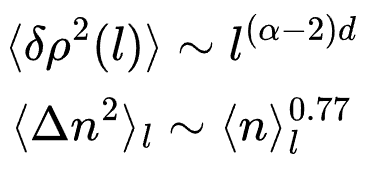 ⟨δρ²(l)⟩ ∼ l^{(α−2)d}
⟨Δn²⟩_l ∼ ⟨n⟩_l^{0.77}